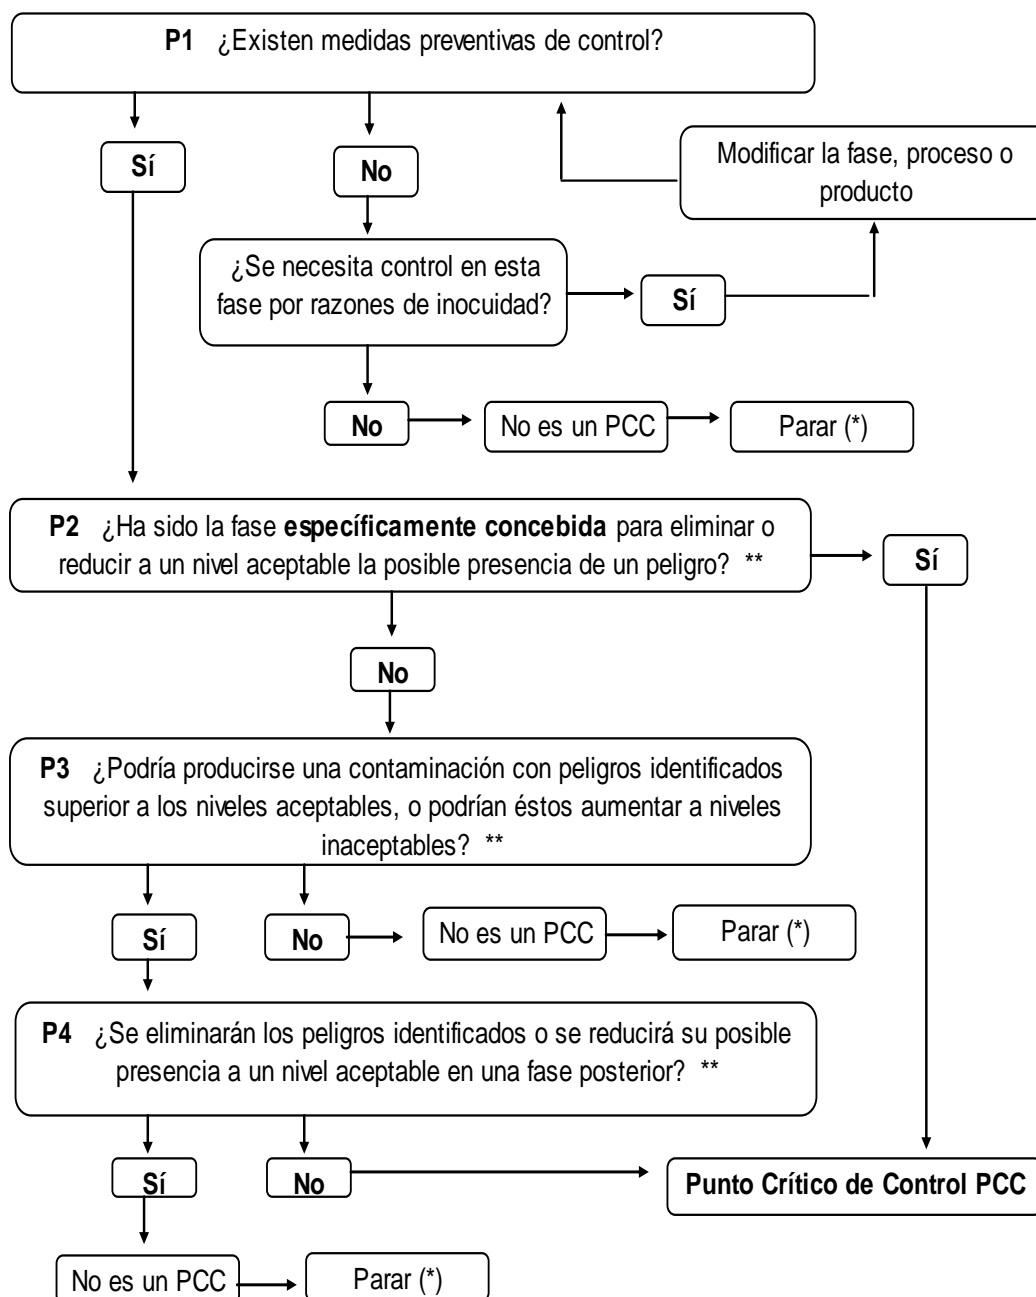 P1 ¿Existen medidas preventivas de control?
Sí
No
Modificar la fase, proceso o
producto
¿Se necesita control en esta
fase por razones de inocuidad?
Sí
No
No es un PCC
Parar (*)
P2 ¿Ha sido la fase específicamente concebida para eliminar o
reducir a un nivel aceptable la posible presencia de un peligro? **
Sí
No
P3 ¿Podría producirse una contaminación con peligros identificados
superior a los niveles aceptables, o podrían éstos aumentar a niveles
inaceptables? **
Sí
No
No es un PCC
Parar (*)
P4 ¿Se eliminarán los peligros identificados o se reducirá su posible
presencia a un nivel aceptable en una fase posterior? **
Sí
No
Punto Crítico de Control PCC
No es un PCC
Parar (*)